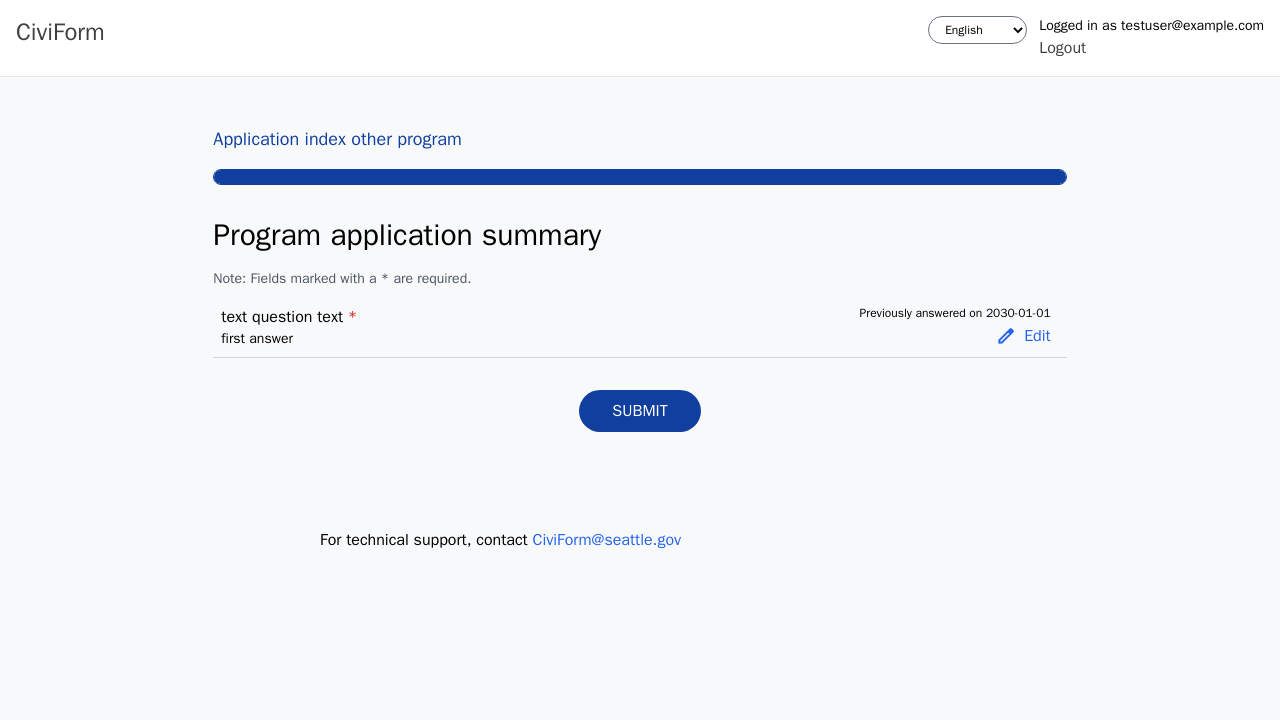 CiviForm
English
Logged in as testuser@example.com
Logout
Application index other program
Program application summary
Note: Fields marked with a * are required.
text question text *
first answer
Previously answered on 2030-01-01
Edit
SUBMIT
For technical support, contact CiviForm@seattle.gov